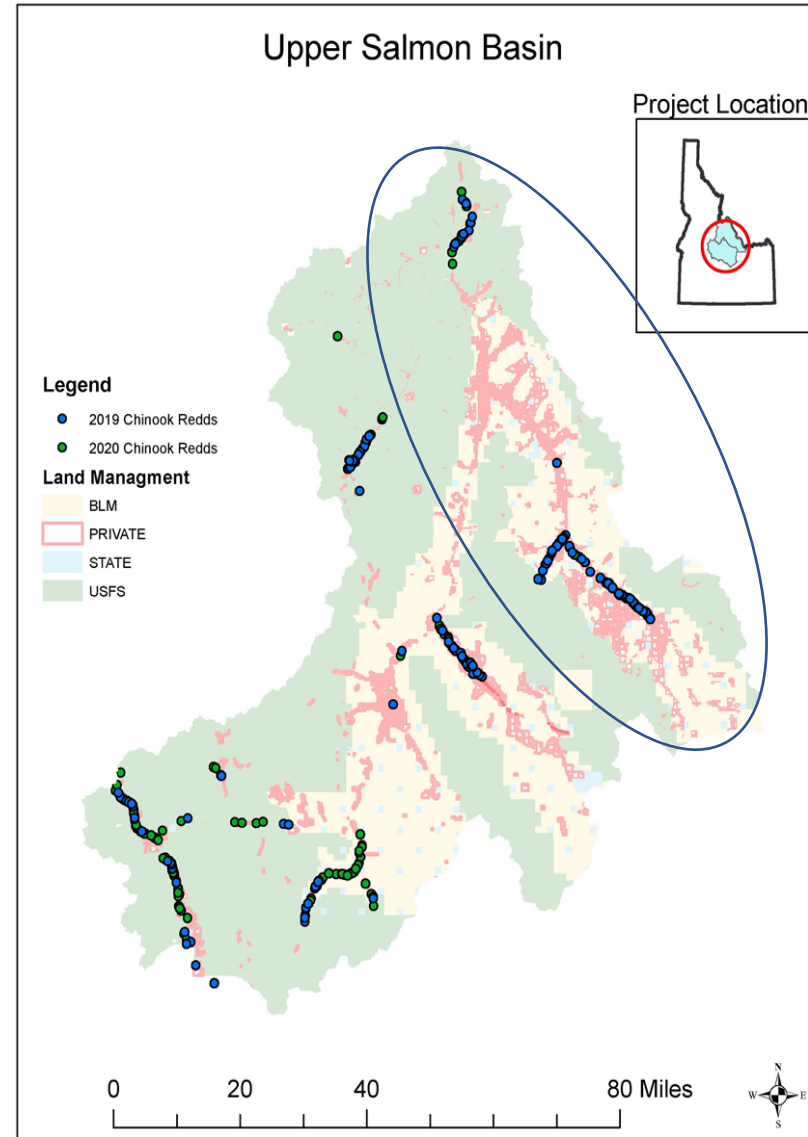 Upper Salmon Basin
Project Location
Legend
2019 Chinook Redds
2020 Chinook Redds
Land Managment
BLM
PRIVATE
STATE
USFS
0 20 40 80 Miles
N
W E
S